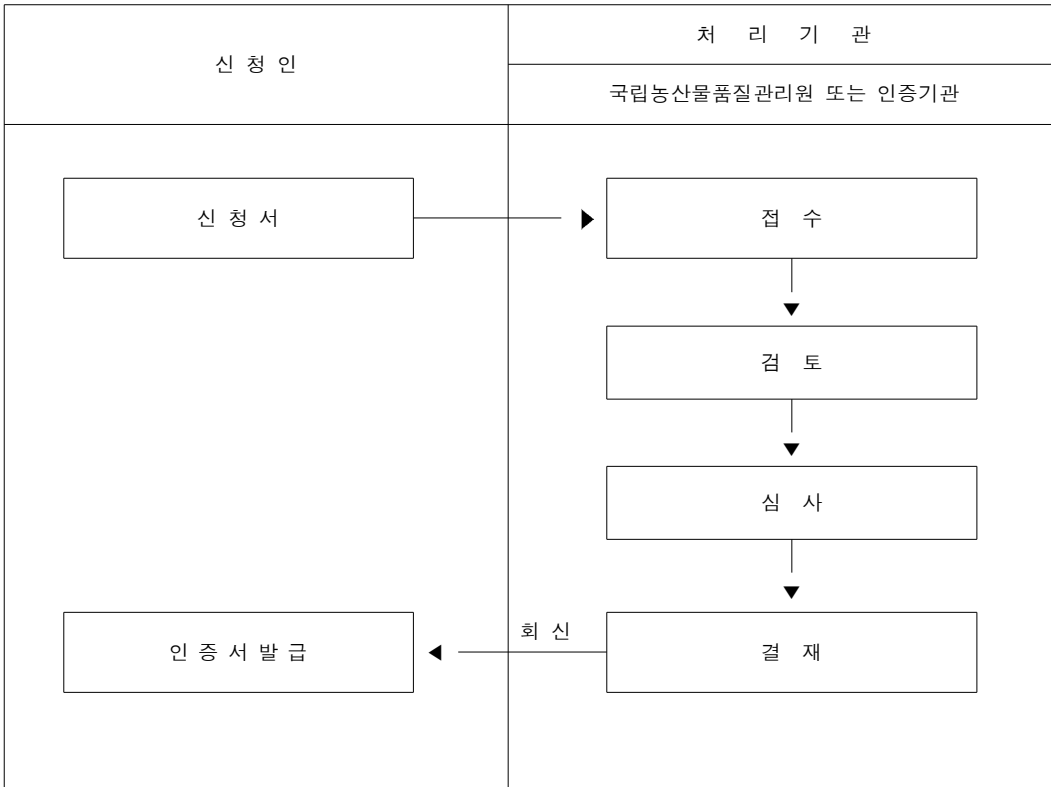 신 청 인
처 리 기 관
국립농산물품질관리원 또는 인증기관
신 청 서
접 수
검 토
심 사
회 신
인 증 서 발 급
결 재